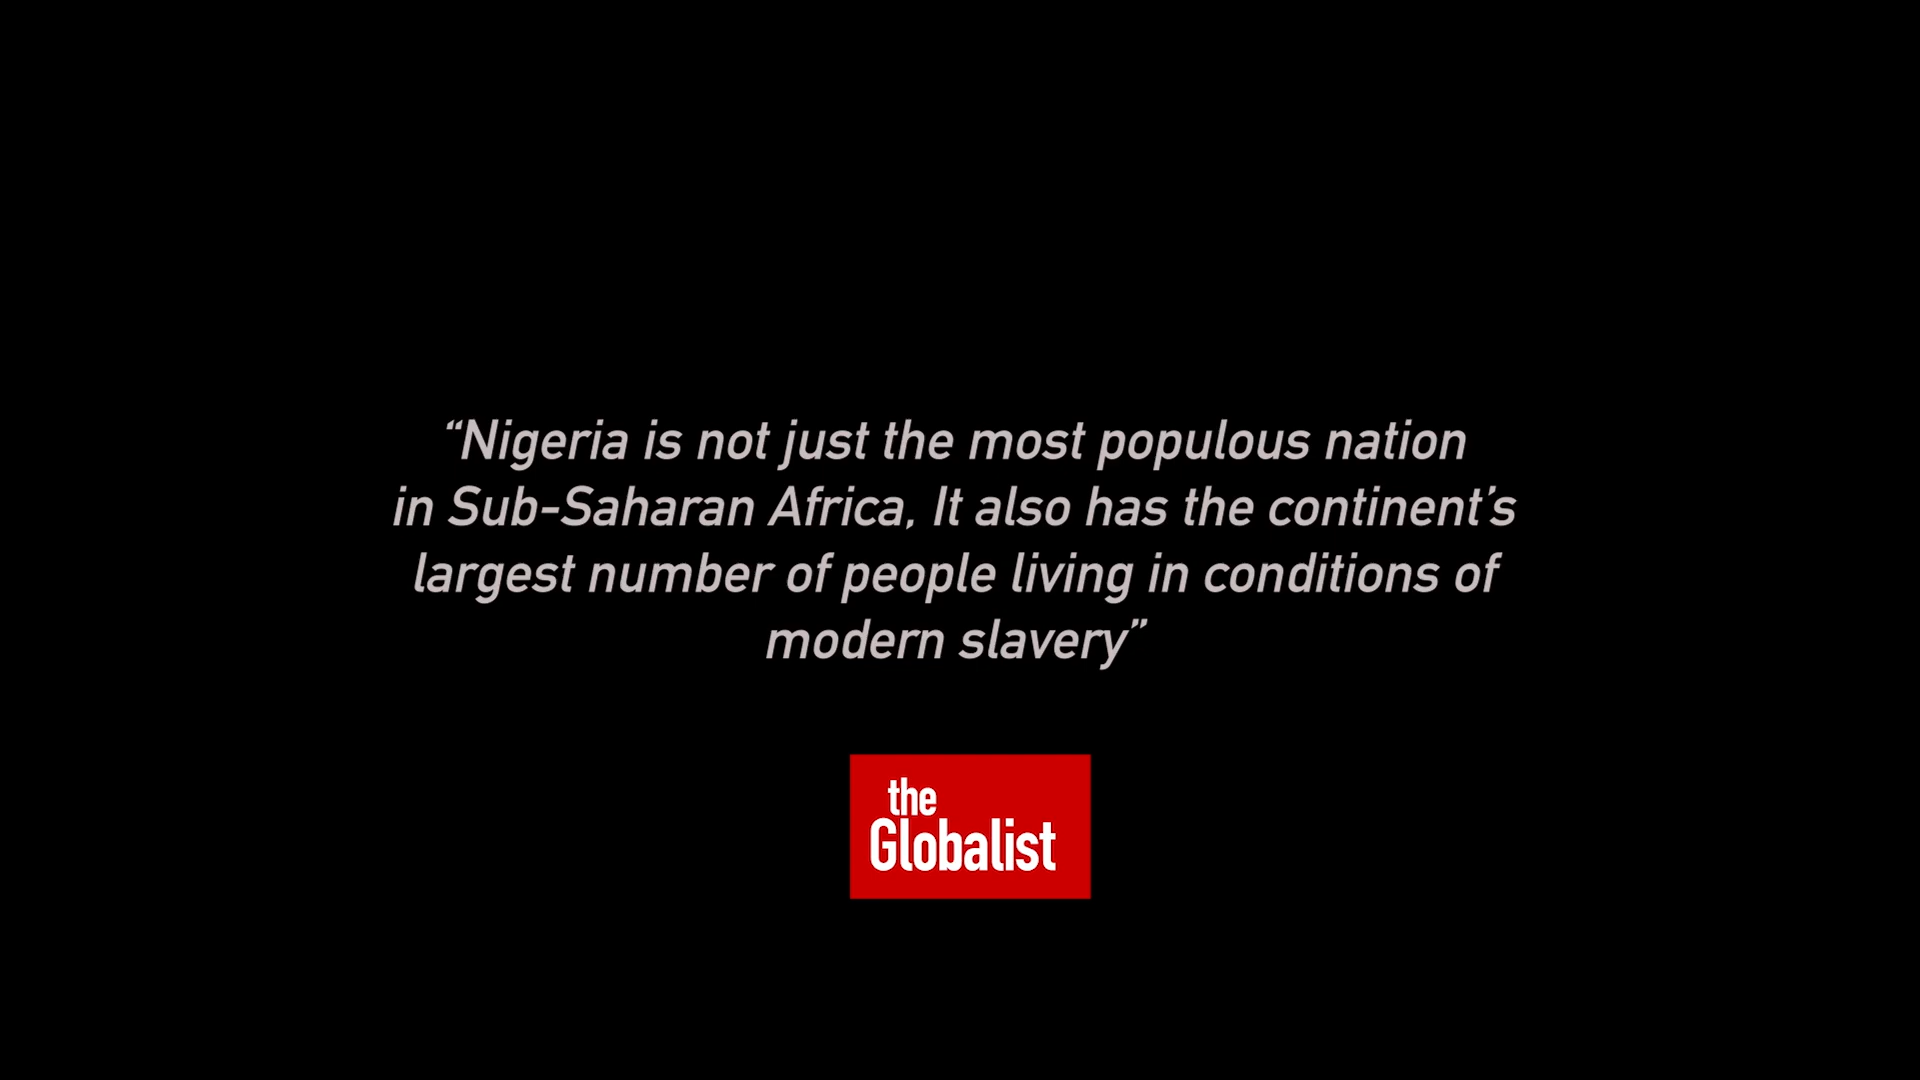 “Nigeria is not just the most populous nation
in Sub-Saharan Africa, It also has the continent’s
largest number of people living in conditions of
modern slavery”
the
Globalist